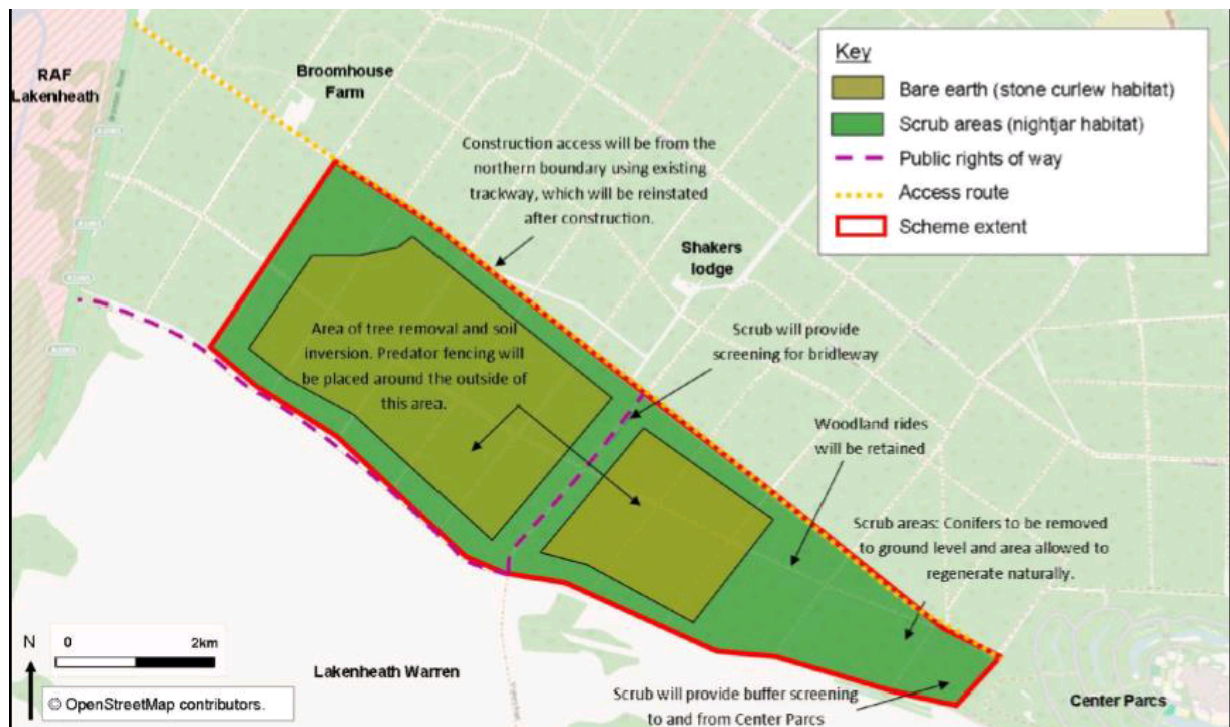 RAF
Lakenheath
Broomhouse
Farm
Key
Bare earth (stone curlew habitat)
Scrub areas (nightjar habitat)
Public rights of way
Access route
Scheme extent
Construction access will be from the
northern boundary using existing
trackway, which will be reinstated
after construction.
Shakers
lodge
Area of tree removal and soil
inversion. Predator fencing will
be placed around the outside of
this area.
Scrub will provide
screening for bridleway
Woodland rides
will be retained
Scrub areas: Conifers to be removed
to ground level and area allowed to
regenerate naturally.
N
0 2km
© OpenStreetMap contributors.
Lakenheath Warren
Scrub will provide buffer screening
to and from Center Parcs
Center Parcs